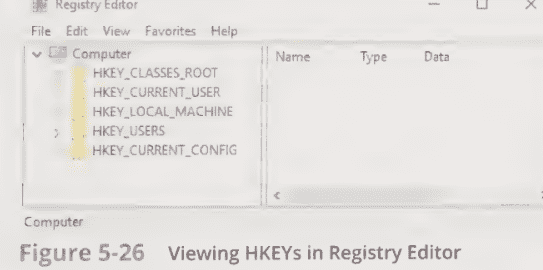 Registry Editor
File Edit View Favorites Help
Computer
HKEY_CLASSES_ROOT
HKEY_CURRENT_USER
HKEY_LOCAL_MACHINE
HKEY_USERS
HKEY_CURRENT_CONFIG
Name Type Data
Computer
Figure 5-26 Viewing HKEYs in Registry Editor